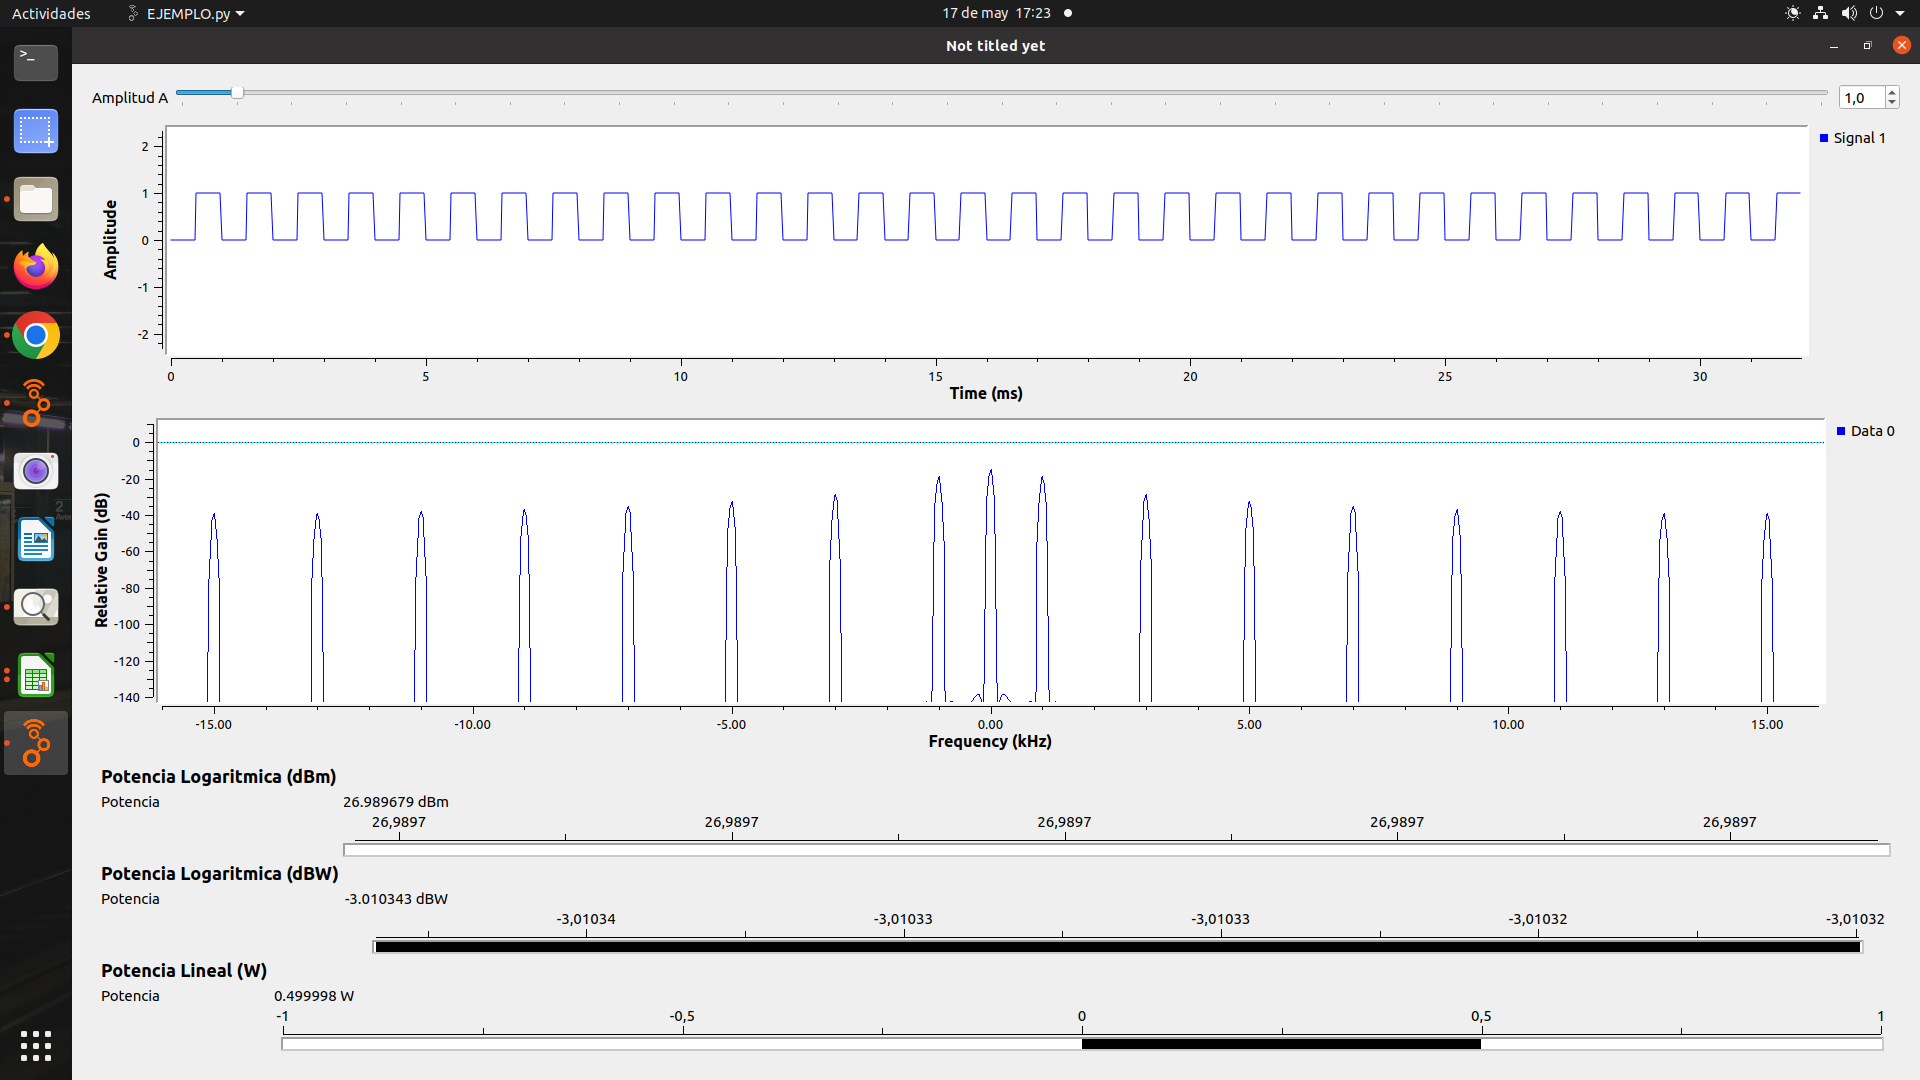 Actividades EJEMPLO.py 17 de may 17:23
Not titled yet
Amplitud A 1,0
Signal 1
2
1
0
-1
-2
Amplitude
0 5 10 15 20 25 30
Time (ms)
Data 0
0
-20
-40
-60
-80
-100
-120
-140
Relative Gain (dB)
-15.00 -10.00 -5.00 0.00 5.00 10.00 15.00
Frequency (kHz)
Potencia Logaritmica (dBm)
Potencia 26.989679 dBm
26,9897 26,9897 26,9897 26,9897 26,9897
Potencia Logaritmica (dBW)
Potencia -3.010343 dBW
-3,01034 -3,01033 -3,01033 -3,01032 -3,01032
Potencia Lineal (W)
Potencia 0.499998 W
-1 -0,5 0 0,5 1